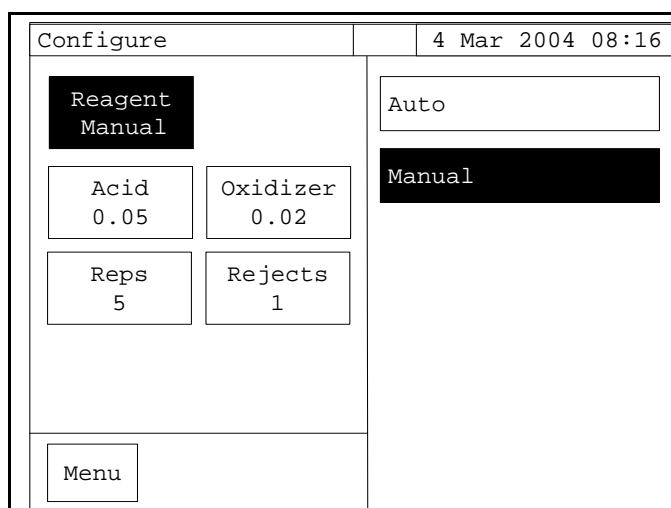 Configure
4 Mar 2004 08:16
Reagent
Manual
Acid
0.05
Oxidizer
0.02
Reps
5
Rejects
1
Menu
Auto
Manual